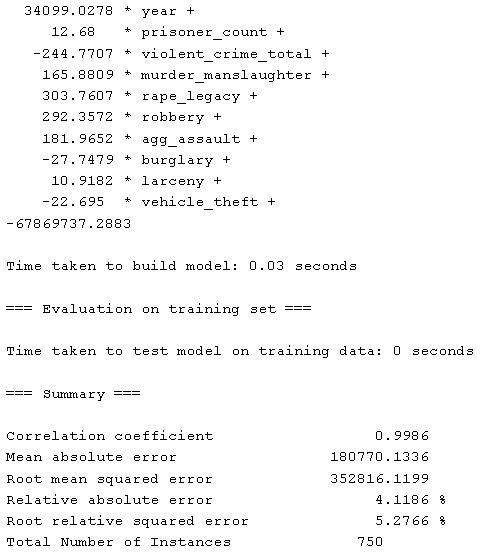 34099.0278 * year +
12.68   * prisoner_count +
-244.7707 * violent_crime_total +
165.8809 * murder_manslaughter +
303.7607 * rape_legacy +
292.3572 * robbery +
181.9652 * agg_assault +
-27.7479 * burglary +
10.9182 * larceny +
-22.695  * vehicle_theft +
-67869737.2883
Time taken to build model: 0.03 seconds
=== Evaluation on training set ===
Time taken to test model on training data: 0 seconds
=== Summary ===
Correlation coefficient                  0.9986
Mean absolute error                 180770.1336
Root mean squared error             352816.1199
Relative absolute error                  4.1186 %
Root relative squared error              5.2766 %
Total Number of Instances              750